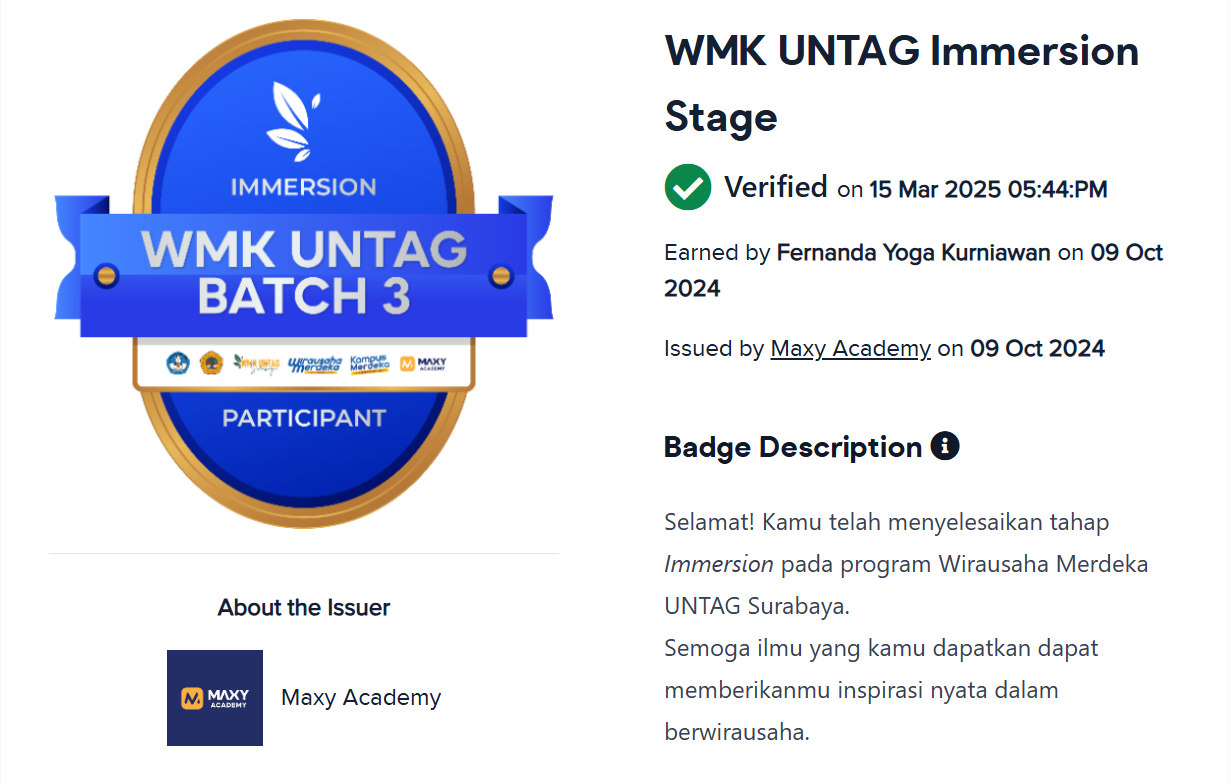 IMMERSION
WMK UNTAG
BATCH 3
WMK UNTAG
wirausaha merdeka
Kampus Merdeka
MAXY ACADEMY
PARTICIPANT
About the Issuer
MAXY
ACADEMY
Maxy Academy
WMK UNTAG Immersion
Stage
Verified on 15 Mar 2025 05:44:PM
Earned by Fernanda Yoga Kurniawan on 09 Oct
2024
Issued by Maxy Academy on 09 Oct 2024
Badge Description
Selamat! Kamu telah menyelesaikan tahap
Immersion pada program Wirausaha Merdeka
UNTAG Surabaya.
Semoga ilmu yang kamu dapatkan dapat
memberikanmu inspirasi nyata dalam
berwirausaha.